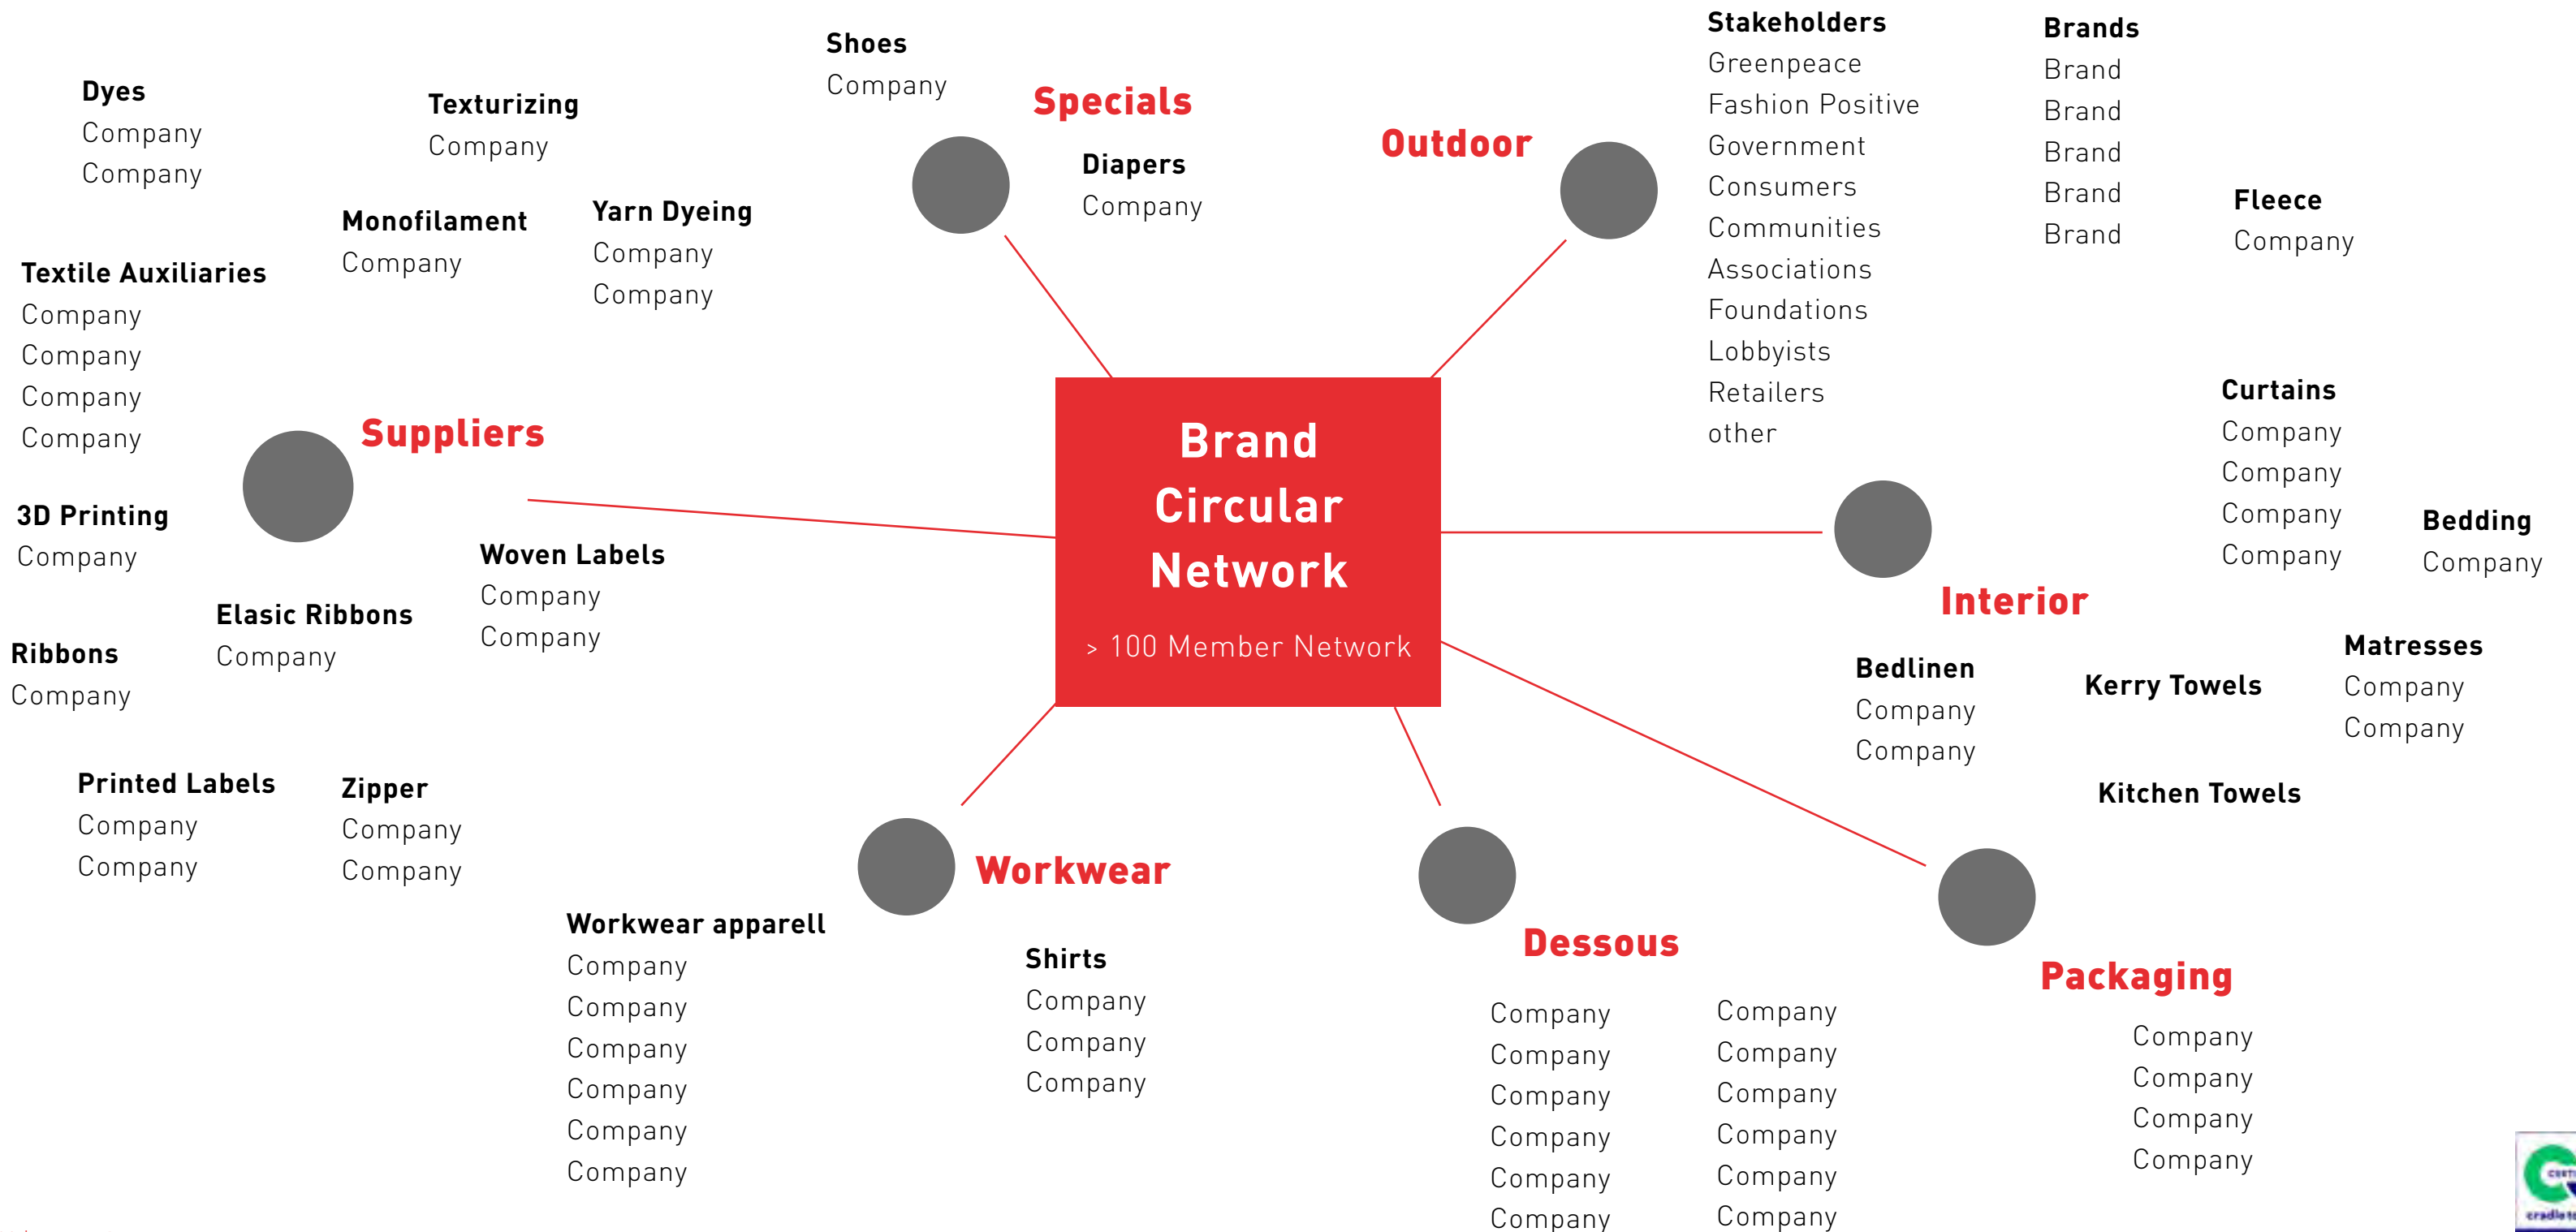 Dyes
Company
Company
Texturizing
Company
Monofilament
Company
Yarn Dyeing
Company
Company
Textile Auxiliaries
Company
Company
Company
Company
Suppliers
3D Printing
Company
Woven Labels
Company
Company
Elasic Ribbons
Company
Ribbons
Company
Printed Labels
Company
Company
Zipper
Company
Company
Shoes
Company
Specials
Diapers
Company
Outdoor
Stakeholders
Greenpeace
Fashion Positive
Government
Consumers
Communities
Associations
Foundations
Lobbyists
Retailers
other
Brands
Brand
Brand
Brand
Brand
Brand
Fleece
Company
Brand
Circular
Network
> 100 Member Network
Curtains
Company
Company
Company
Company
Bedding
Company
Interior
Bedlinen
Company
Company
Kerry Towels
Matresses
Company
Company
Kitchen Towels
Workwear
Workwear apparell
Company
Company
Company
Company
Company
Company
Shirts
Company
Company
Company
Dessous
Company
Company
Company
Company
Company
Company
Company
Company
Company
Company
Company
Company
Packaging
Company
Company
Company
Company